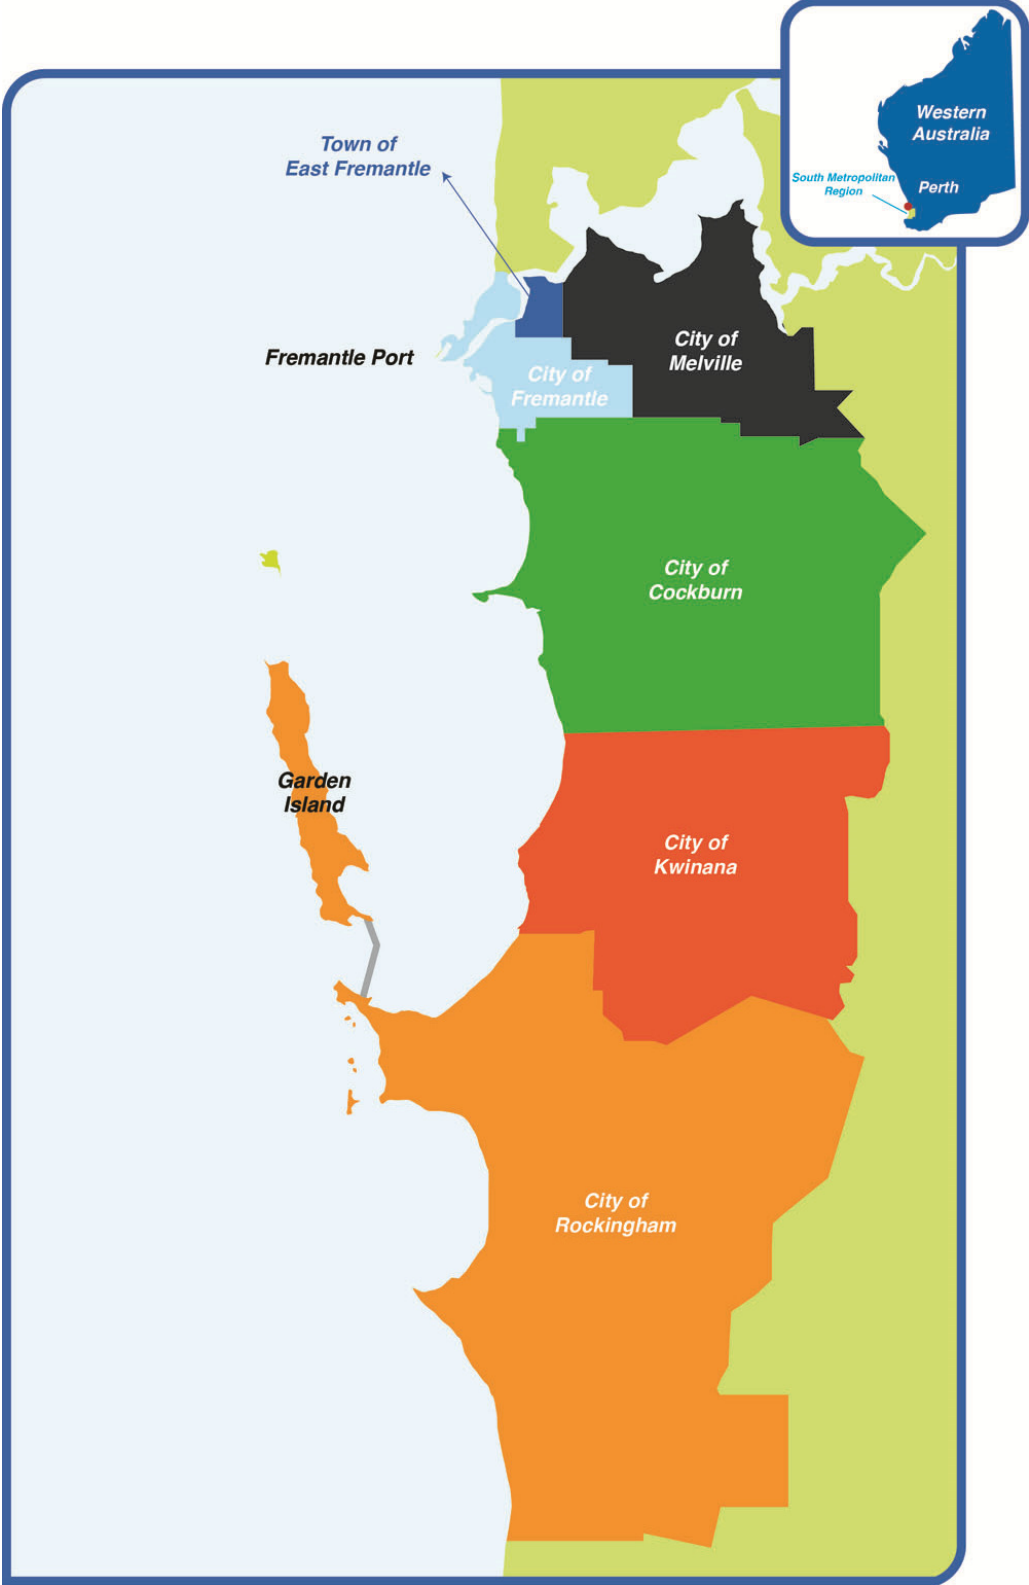 Western
Australia
South Metropolitan
Region
Perth
Town of
East Fremantle
Fremantle Port
City of
Melville
City of
Fremantle
City of
Cockburn
Garden
Island
City of
Kwinana
City of
Rockingham